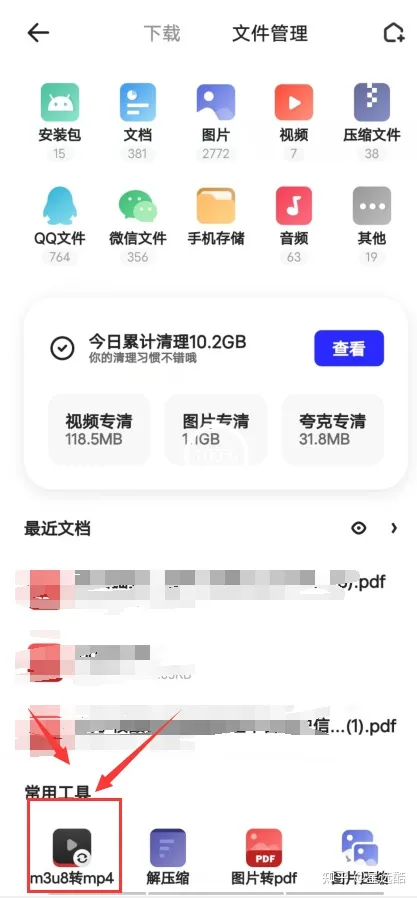 下载 文件管理
安装包 文档 图片 视频 压缩文件
15 381 2772 7 38
QQ文件 微信文件 手机存储 音频 其他
764 356 63 19
今日累计清理10.2GB
你的清理习惯不错哦
查看
视频专清 图片专清 夸克专清
118.5MB GB 31.8MB
100%
最近文档
).pdf
KB
信...(1).pdf
常用工具
PDF
m3u8转mp4 解压缩 图片转pdf 图片压缩
知乎